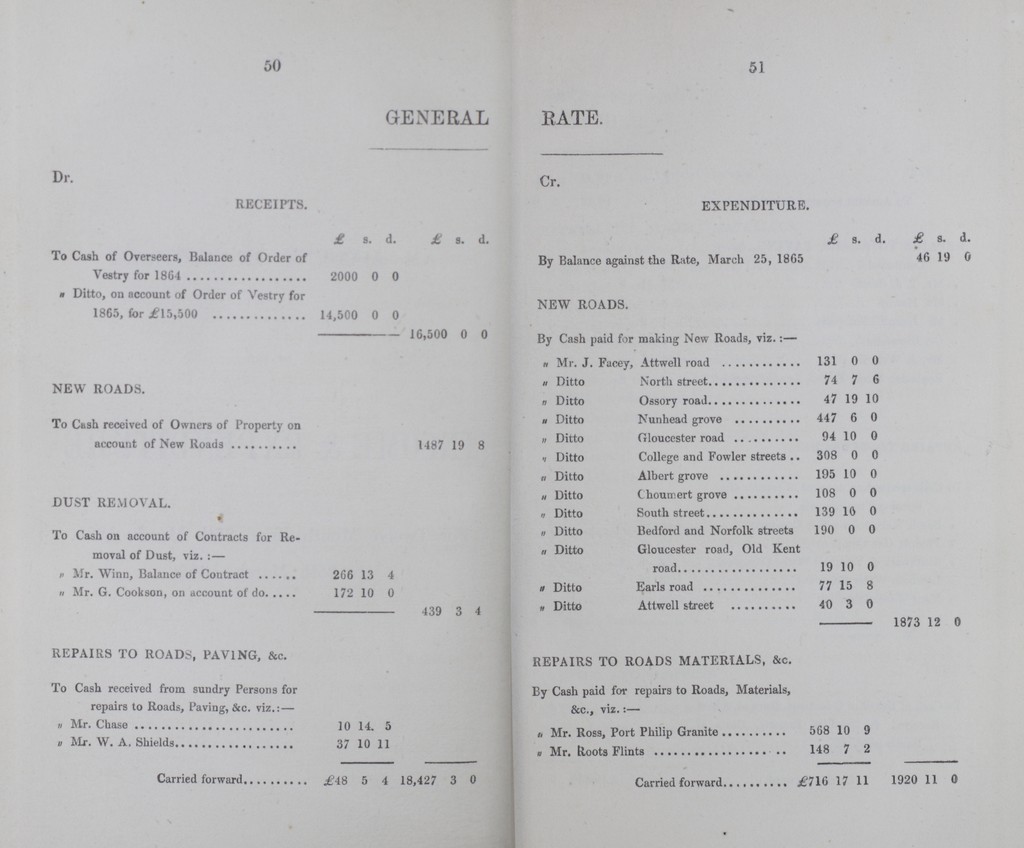 50
GENERAL
Dr.
RECEIPTS.
£ s. d. £ s. d.
To Cash of Overseers, Balance of Order of
Vestry for 1864 .................. 2000 0 0
" Ditto, on account of Order of Vestry for
1865, for £15,500 .............. 14,500 0 0
16,500 0 0
NEW ROADS.
To Cash received of Owners of Property on
account of New Roads .......... 1487 19 8
DUST REMOVAL.
To Cash on account of Contracts for Re-
moval of Dust, viz. :—
" Mr. Winn, Balance of Contract ...... 266 13 4
" Mr. G. Cookson, on account of do..... 172 10 0
439 3 4
REPAIRS TO ROADS, PAVING, &c.
To Cash received from sundry Persons for
repairs to Roads, Paving, &c. viz.:—
" Mr. Chase ........................ 10 14. 5
" Mr. W. A. Shields.................. 37 10 11
Carried forward.......... £48 5 4 18,427 3 0
51
RATE.
Cr.
EXPENDITURE.
£ s. d. £ s. d.
By Balance against the Rate, March 25, 1865 46 19 0
NEW ROADS.
By Cash paid for making New Roads, viz. :—
" Mr. J. Facey, Attwell road ............ 131 0 0
" Ditto North street.............. 74 7 6
" Ditto Ossory road.............. 47 19 10
" Ditto Nunhead grove .......... 447 6 0
" Ditto Gloucester road .......... 94 10 0
" Ditto College and Fowler streets .. 308 0 0
" Ditto Albert grove ............ 195 10 0
" Ditto Choumert grove .......... 108 0 0
" Ditto South street.............. 139 10 0
" Ditto Bedford and Norfolk streets 190 0 0
" Ditto Gloucester road, Old Kent
road.................. 19 10 0
" Ditto Earls road .............. 77 15 8
" Ditto Attwell street .......... 40 3 0
1873 12 0
REPAIRS TO ROADS MATERIALS, &c.
By Cash paid for repairs to Roads, Materials,
&c., viz. :—
" Mr. Ross, Port Philip Granite .......... 568 10 9
" Mr. Roots Flints .................... 148 7 2
Carried forward.......... £716 17 11 1920 11 0